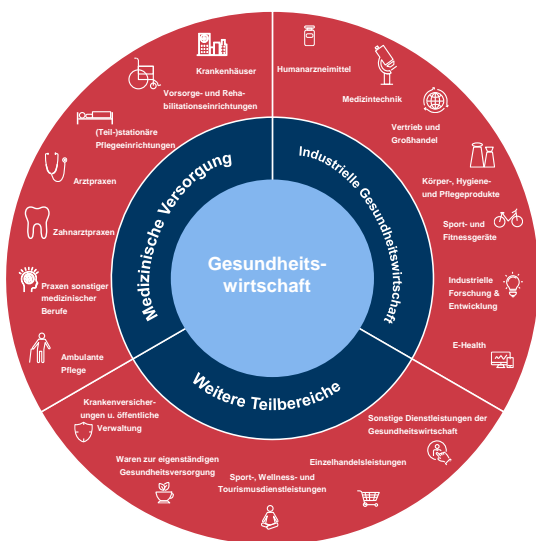 Gesundheits-
wirtschaft
Medizinische Versorgung
Krankenhäuser
Vorsorge- und Reha-
bilitationseinrichtungen
(Teil-)stationäre
Pflegeeinrichtungen
Arztpraxen
Zahnarztpraxen
Praxen sonstiger
medizinischer
Berufe
Ambulante
Pflege
Industrielle Gesundheitswirtschaft
Humanarzneimittel
Medizintechnik
Vertrieb und
Großhandel
Körper-, Hygiene-
und Pflegeprodukte
Sport- und
Fitnessgeräte
Industrielle
Forschung &
Entwicklung
E-Health
Weitere Teilbereiche
Krankenversicher-
ungen u. öffentliche
Verwaltung
Waren zur eigenständigen
Gesundheitsversorgung
Sport-, Wellness- und
Tourismusdienstleistungen
Einzelhandelsleistungen
Sonstige Dienstleistungen der
Gesundheitswirtschaft